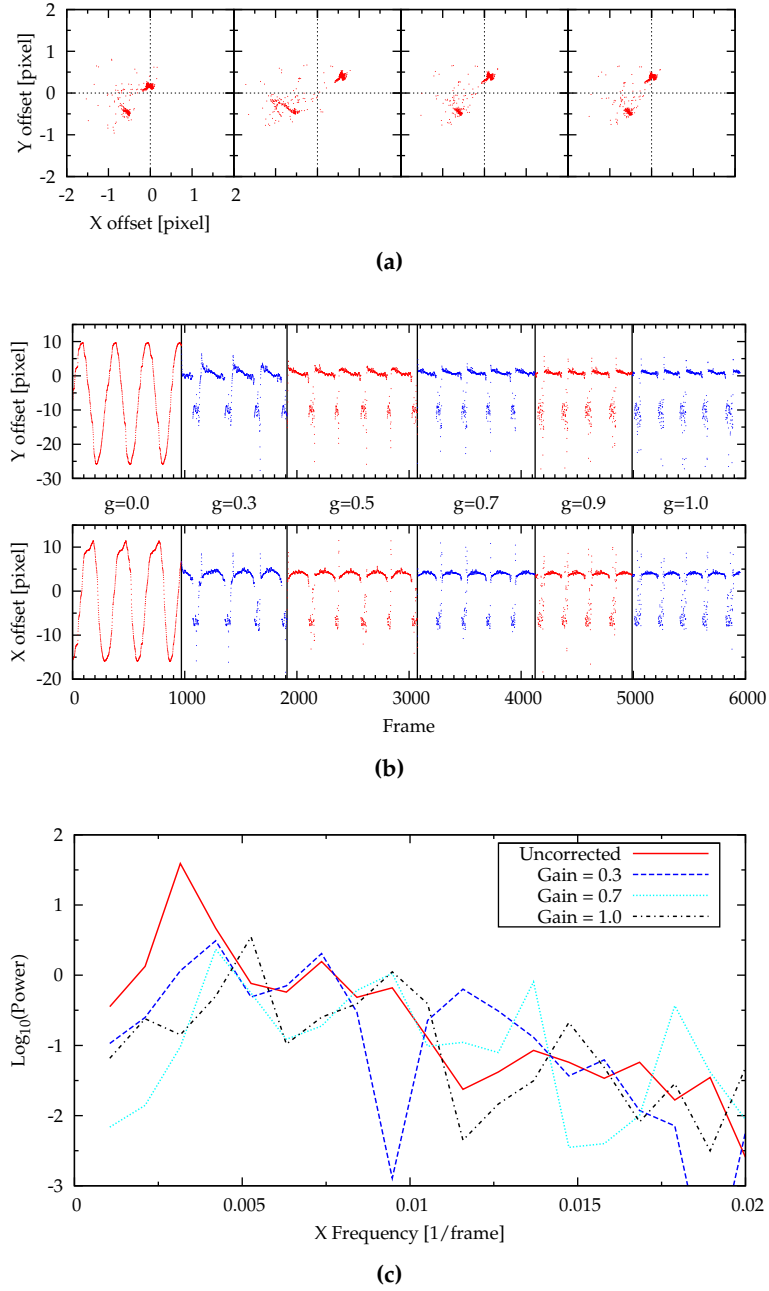 2
1
0
-1
-2
Y offset [pixel]
-2 -1 0 1 2
X offset [pixel]
(a)
10
0
-10
-20
-30
Y offset [pixel]
g=0.0 g=0.3 g=0.5 g=0.7 g=0.9 g=1.0
10
0
-10
-20
X offset [pixel]
0 1000 2000 3000 4000 5000 6000
Frame
(b)
2
1
0
-1
-2
-3
Log10(Power)
Uncorrected
Gain = 0.3
Gain = 0.7
Gain = 1.0
0 0.005 0.01 0.015 0.02
X Frequency [1/frame]
(c)